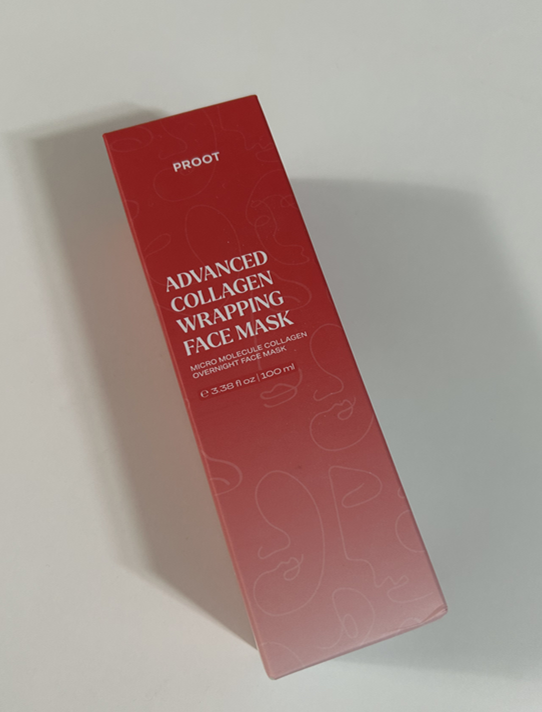 PROOT
ADVANCED
COLLAGEN
WRAPPING
FACE MASK
MICRO MOLECULE COLLAGEN
OVERNIGHT FACE MASK
℮ 3.38 fl oz | 100 ml